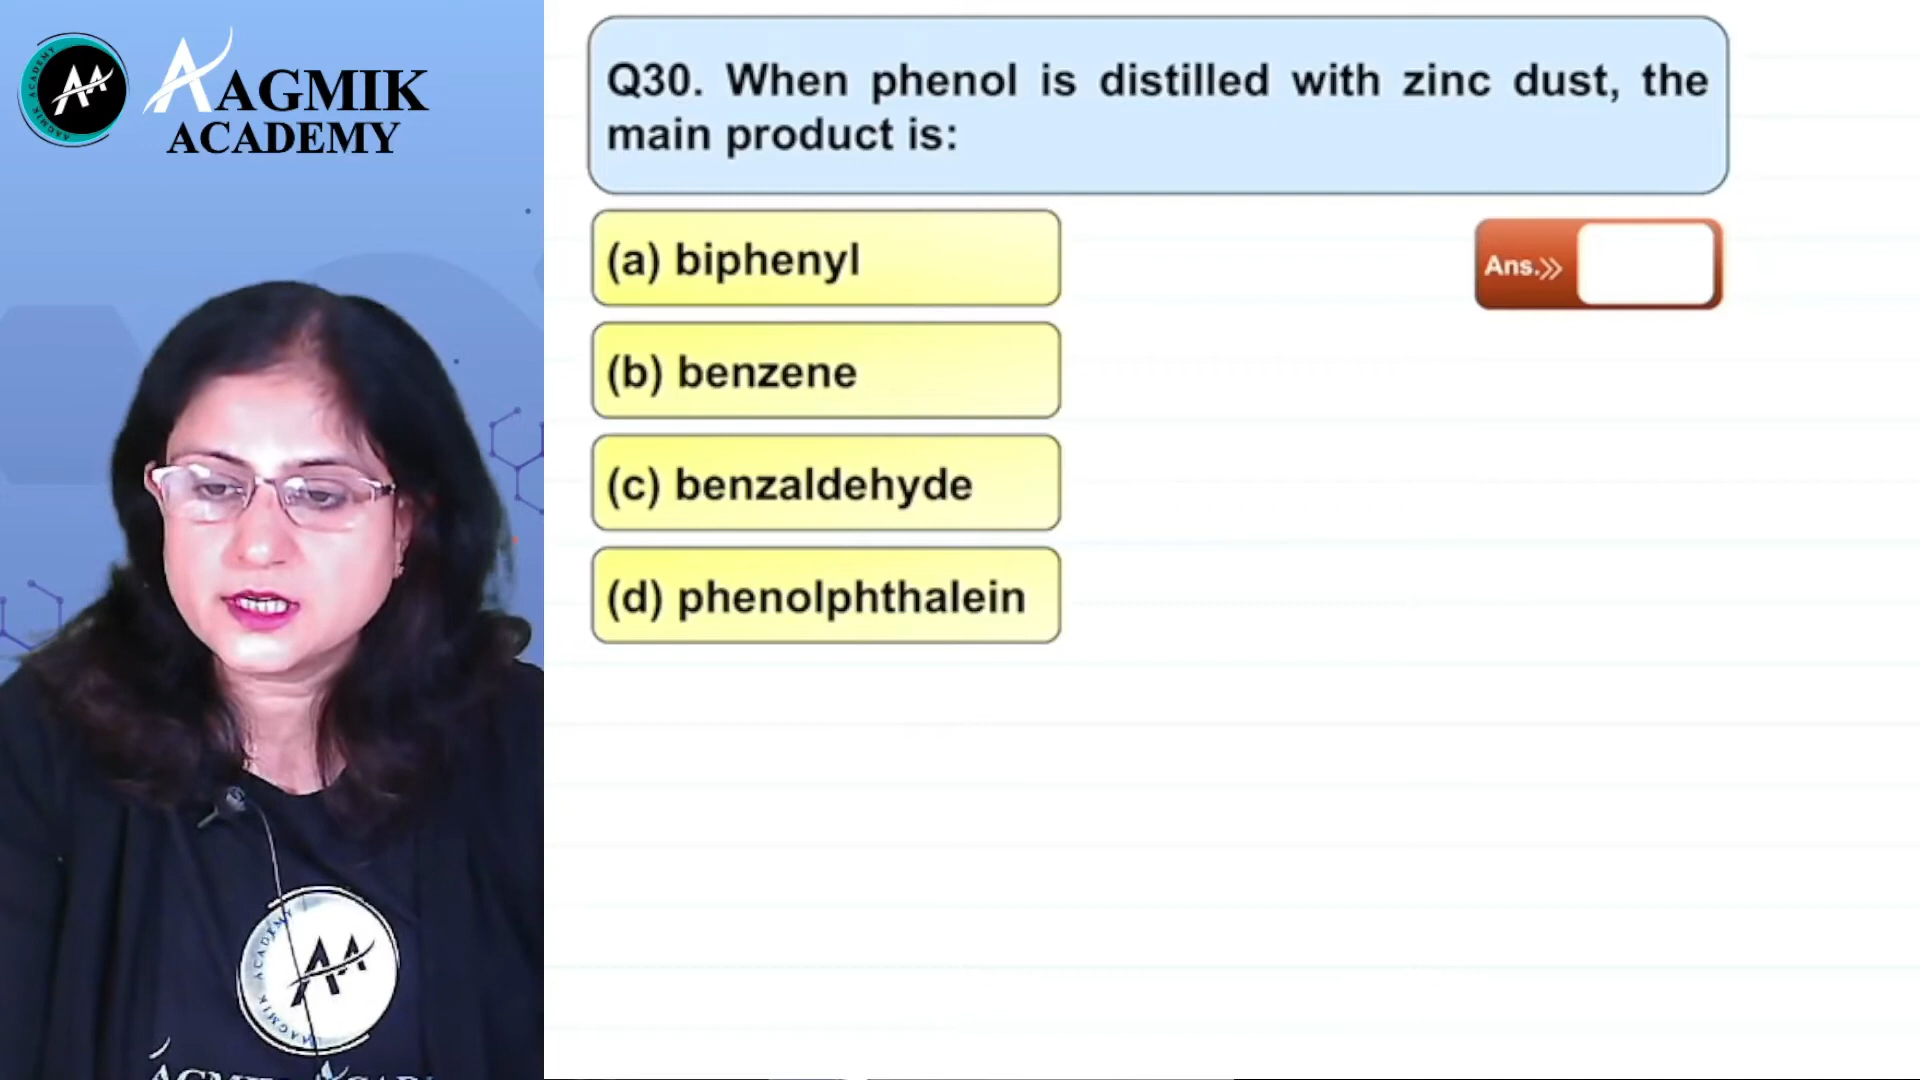 AAGMIK
ACADEMY
Q30. When phenol is distilled with zinc dust, the
main product is:
(a) biphenyl
Ans.
(b) benzene
(c) benzaldehyde
(d) phenolphthalein